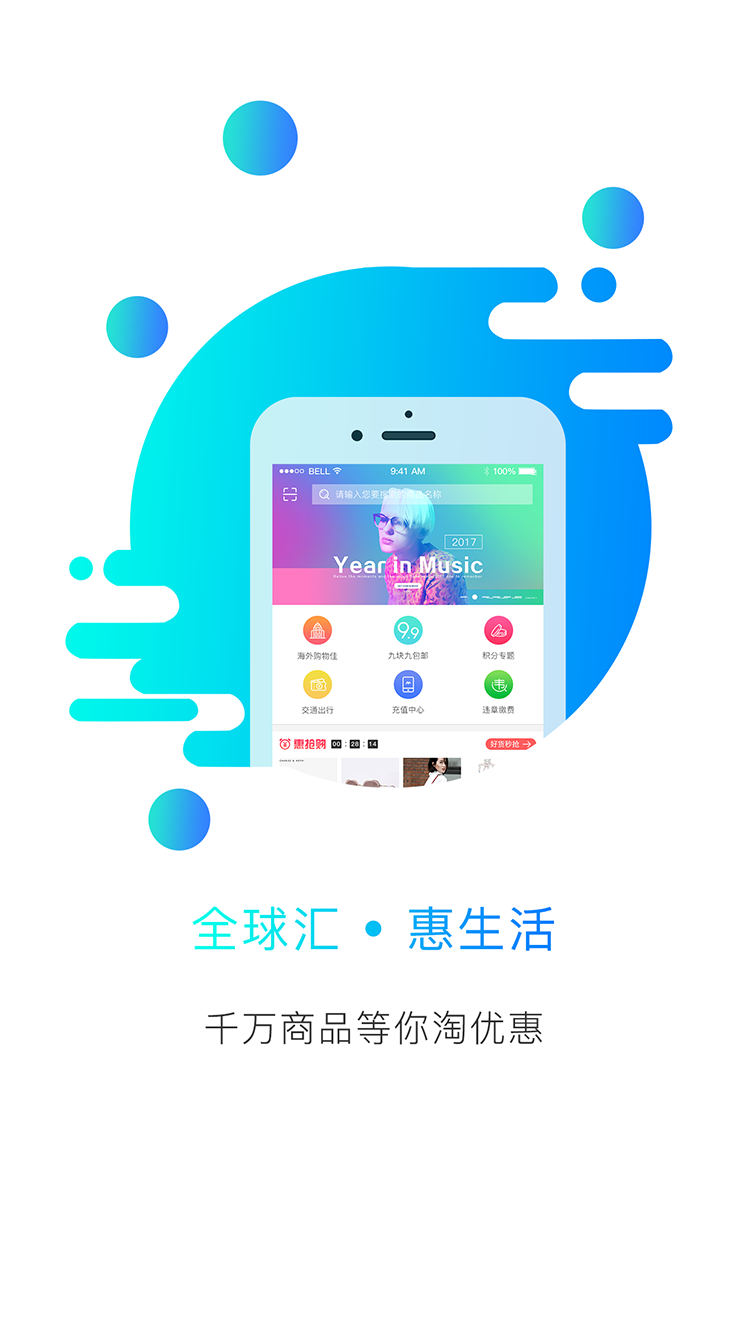 BELL 9:41 AM 100%
请输入您要搜索的商品名称
2017
Year in Music
海外购物佳 九块九包邮 积分专题
9.9
交通出行 充值中心 违章缴费
惠抢购 00 : 28 : 14 好货秒抢
全球汇 • 惠生活
千万商品等你淘优惠